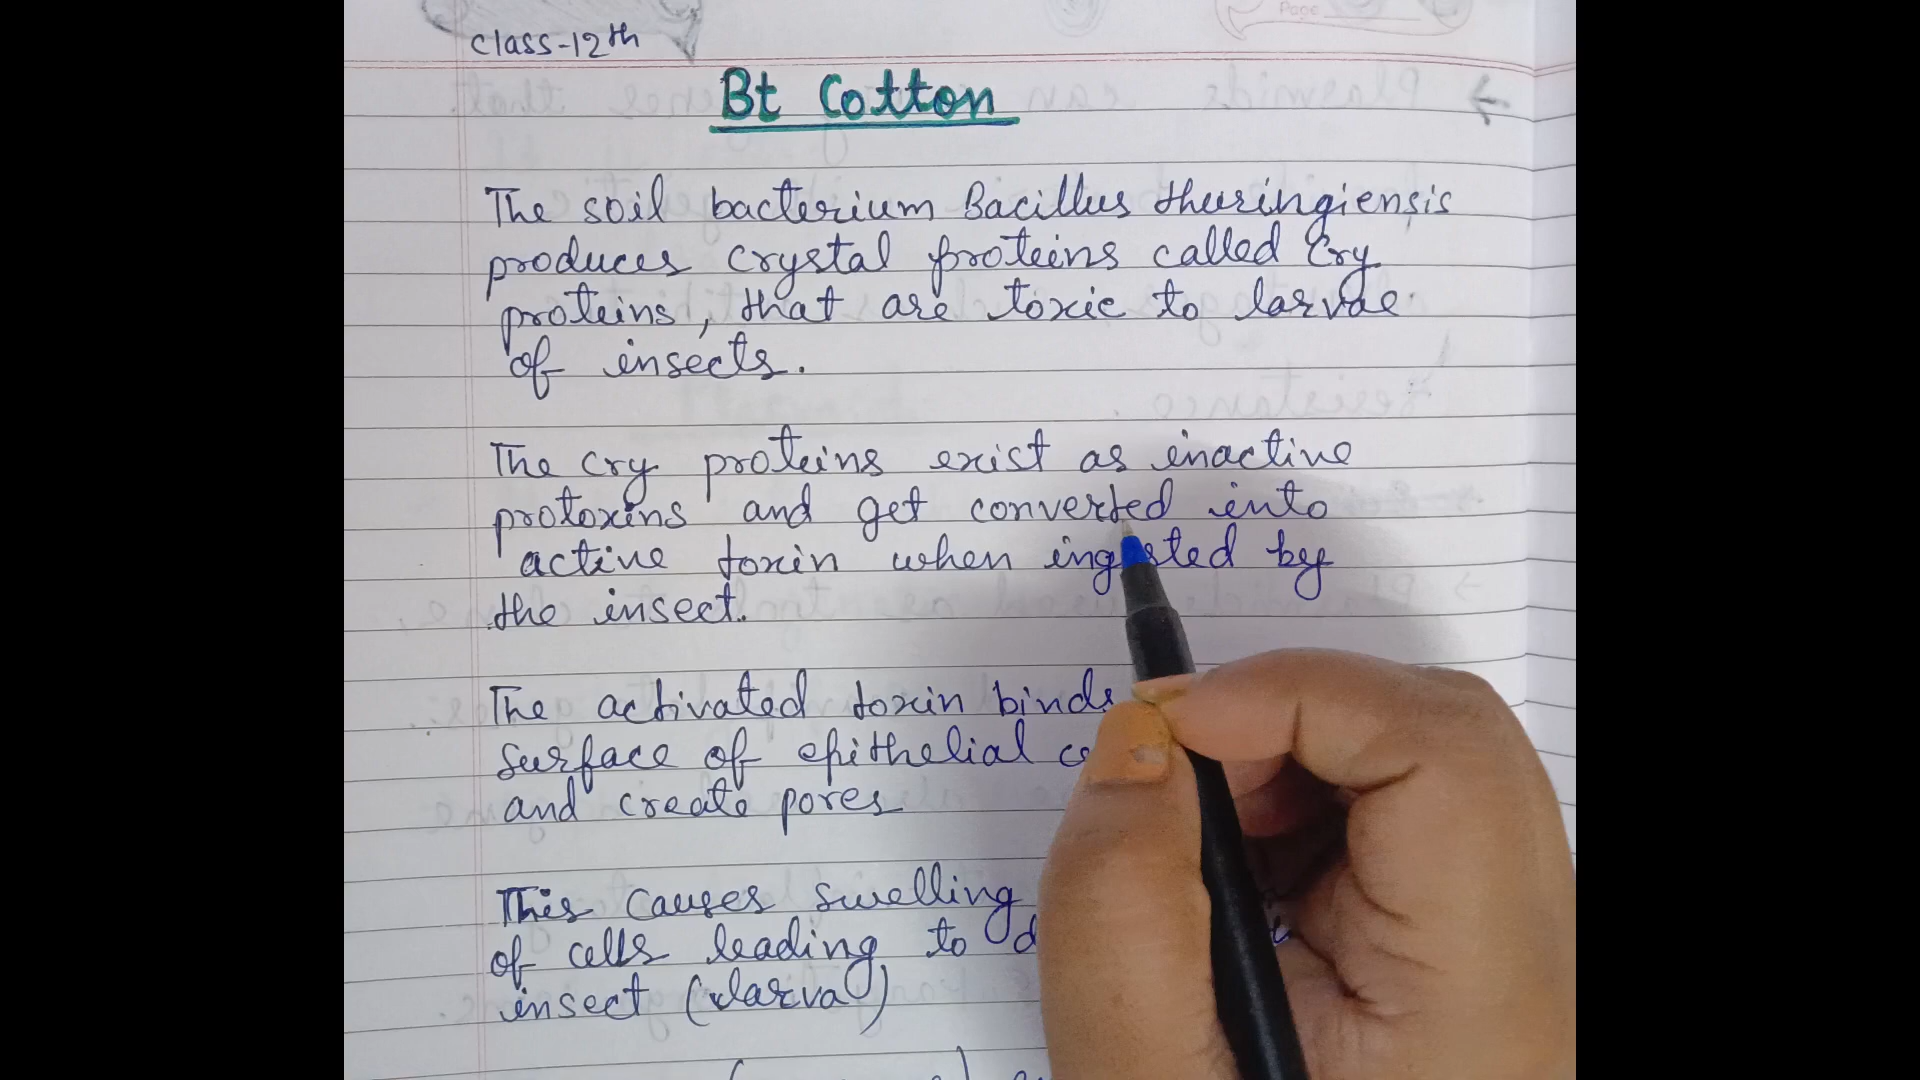 Page
Class-12th
Bt Cotton
The soil bacterium Bacillus thuringiensis
produces crystal proteins called Cry
proteins, that are toxic to larvae
of insects.
The cry proteins exist as inactive
protoxins and get converted into
active toxin when ingested by
the insect.
The activated toxin binds
surface of epithelial
and create pores
This causes swelling
of cells leading to
insect (larva)